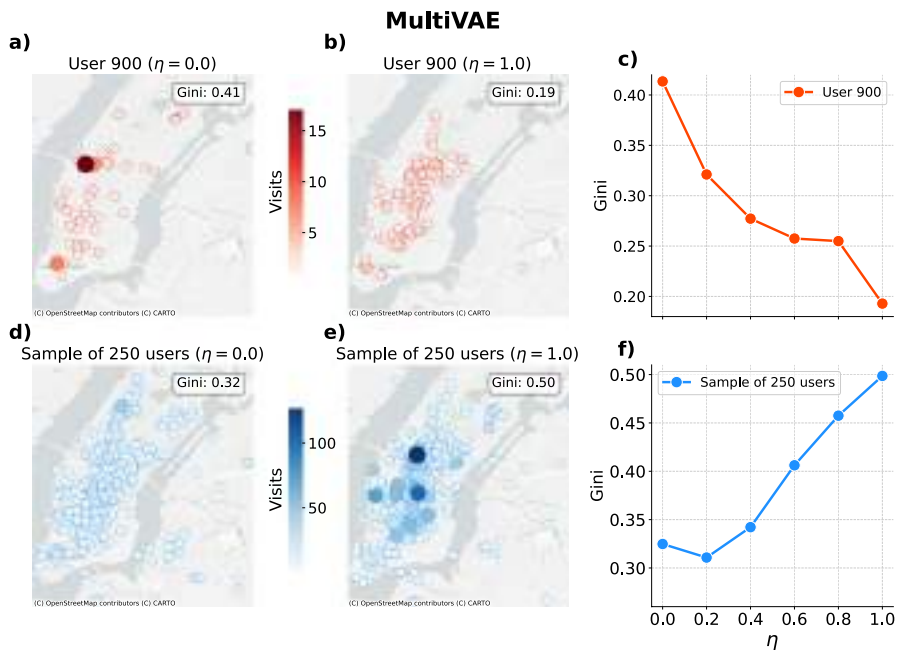 MultiVAE
a)
User 900 (η = 0.0)
Gini: 0.41
(C) OpenStreetMap contributors (C) CARTO
15
10
5
Visits
b)
User 900 (η = 1.0)
Gini: 0.19
(C) OpenStreetMap contributors (C) CARTO
c)
User 900
0.40
0.35
0.30
0.25
0.20
Gini
d)
Sample of 250 users (η = 0.0)
Gini: 0.32
(C) OpenStreetMap contributors (C) CARTO
100
50
Visits
e)
Sample of 250 users (η = 1.0)
Gini: 0.50
(C) OpenStreetMap contributors (C) CARTO
f)
Sample of 250 users
0.50
0.45
0.40
0.35
0.30
Gini
0.0 0.2 0.4 0.6 0.8 1.0
η